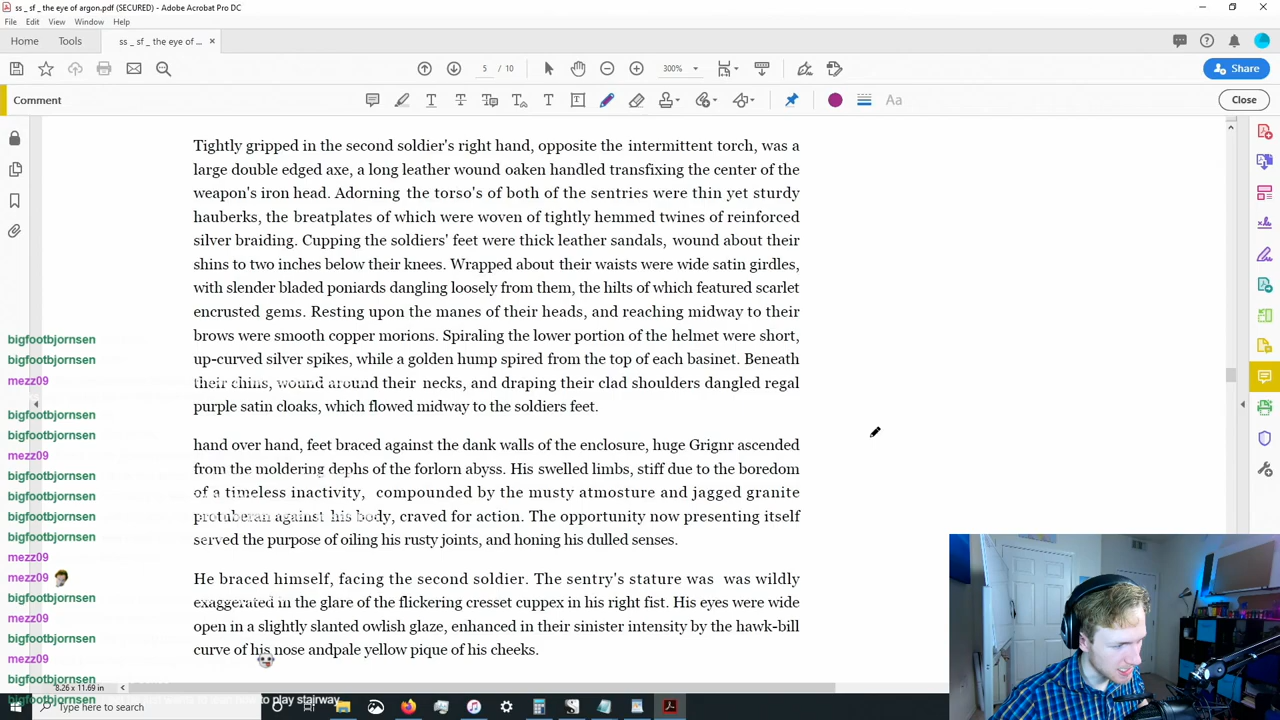 ss _ sf _ the eye of argon.pdf (SECURED) - Adobe Acrobat Pro DC
File Edit View Window Help
Home Tools ss _ sf _ the eye of ... ×
5 / 10 300% Share
Comment Aa Close
Tightly gripped in the second soldier's right hand, opposite the intermittent torch, was a
large double edged axe, a long leather wound oaken handled transfixing the center of the
weapon's iron head. Adorning the torso's of both of the sentries were thin yet sturdy
hauberks, the breatplates of which were woven of tightly hemmed twines of reinforced
silver braiding. Cupping the soldiers' feet were thick leather sandals, wound about their
shins to two inches below their knees. Wrapped about their waists were wide satin girdles,
with slender bladed poniards dangling loosely from them, the hilts of which featured scarlet
encrusted gems. Resting upon the manes of their heads, and reaching midway to their
brows were smooth copper morions. Spiraling the lower portion of the helmet were short,
up-curved silver spikes, while a golden hump spired from the top of each basinet. Beneath
their chins, wound around their necks, and draping their clad shoulders dangled regal
purple satin cloaks, which flowed midway to the soldiers feet.
hand over hand, feet braced against the dank walls of the enclosure, huge Grignr ascended
from the moldering dephs of the forlorn abyss. His swelled limbs, stiff due to the boredom
of a timeless inactivity, compounded by the musty atmosture and jagged granite
protuberan against his body, craved for action. The opportunity now presenting itself
served the purpose of oiling his rusty joints, and honing his dulled senses.
He braced himself, facing the second soldier. The sentry's stature was was wildly
exaggerated in the glare of the flickering cresset cuppex in his right fist. His eyes were wide
open in a slightly slanted owlish glaze, enhanced in their sinister intensity by the hawk-bill
curve of his nose andpale yellow pique of his cheeks.
bigfootbjornsen
bigfootbjornsen
mezz09
bigfootbjornsen
bigfootbjornsen
mezz09
bigfootbjornsen
bigfootbjornsen
bigfootbjornsen
bigfootbjornsen
mezz09
mezz09
bigfootbjornsen
mezz09
bigfootbjornsen
mezz09
bigfootbjornsen
bigfootbjornsen to play stairway
8.26 x 11.69 in
Type here to search